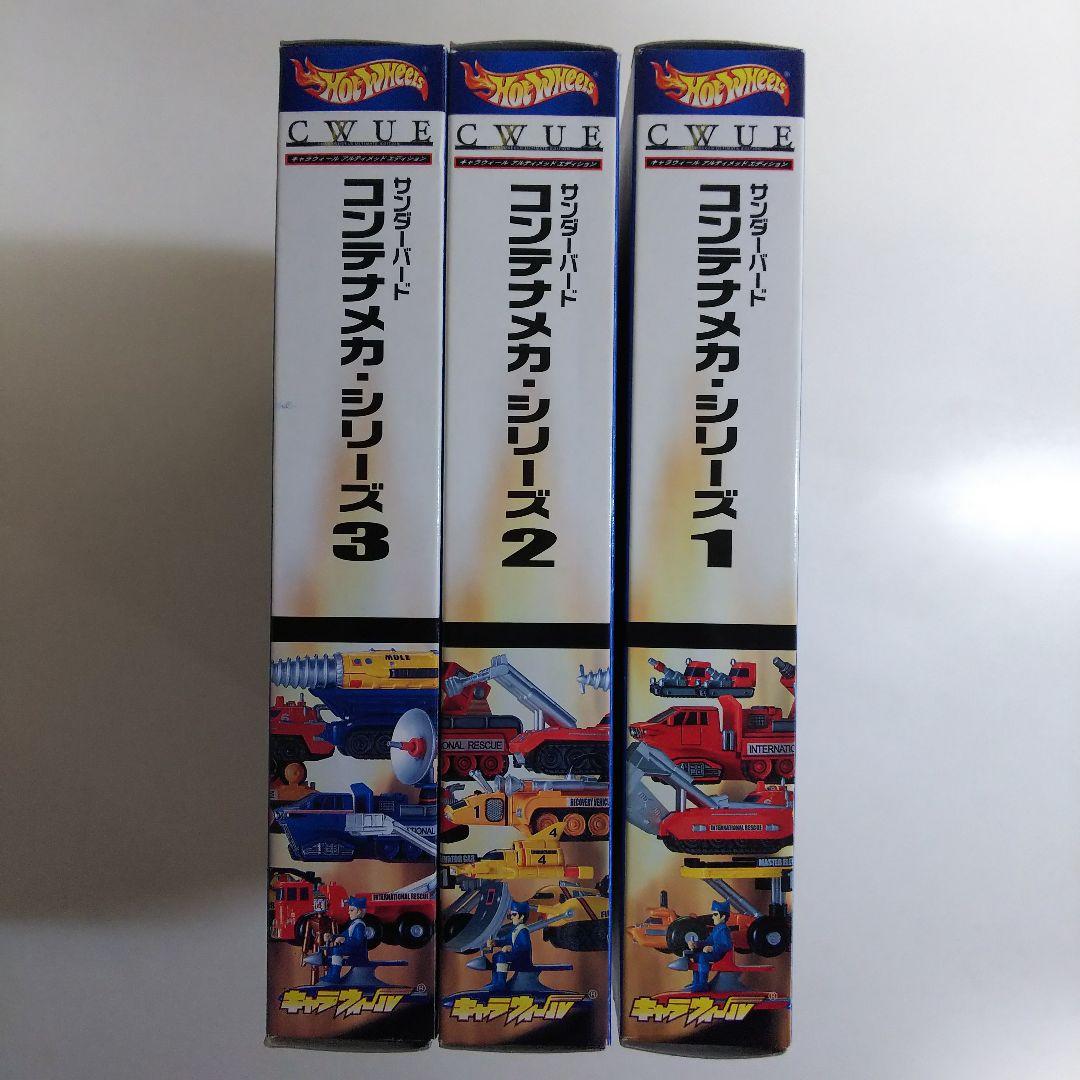 HOT WHEELS
CWUE
キャラウィール アルティメッドエディション
サンダーバード
コンテナメカ・シリーズ3
MOLE
INTERNATIONAL RESCUE
キャラウィール®
HOT WHEELS
CWUE
キャラウィール アルティメッドエディション
サンダーバード
コンテナメカ・シリーズ2
ONAL RESCUE
1
RECOVERY VEHIC
4
4
キャラウィール®
HOT WHEELS
CWUE
キャラウィール アルティメッドエディション
サンダーバード
コンテナメカ・シリーズ1
INTERNATION
INTERNATIONAL RESCUE
MASTER ELE
キャラウィール®